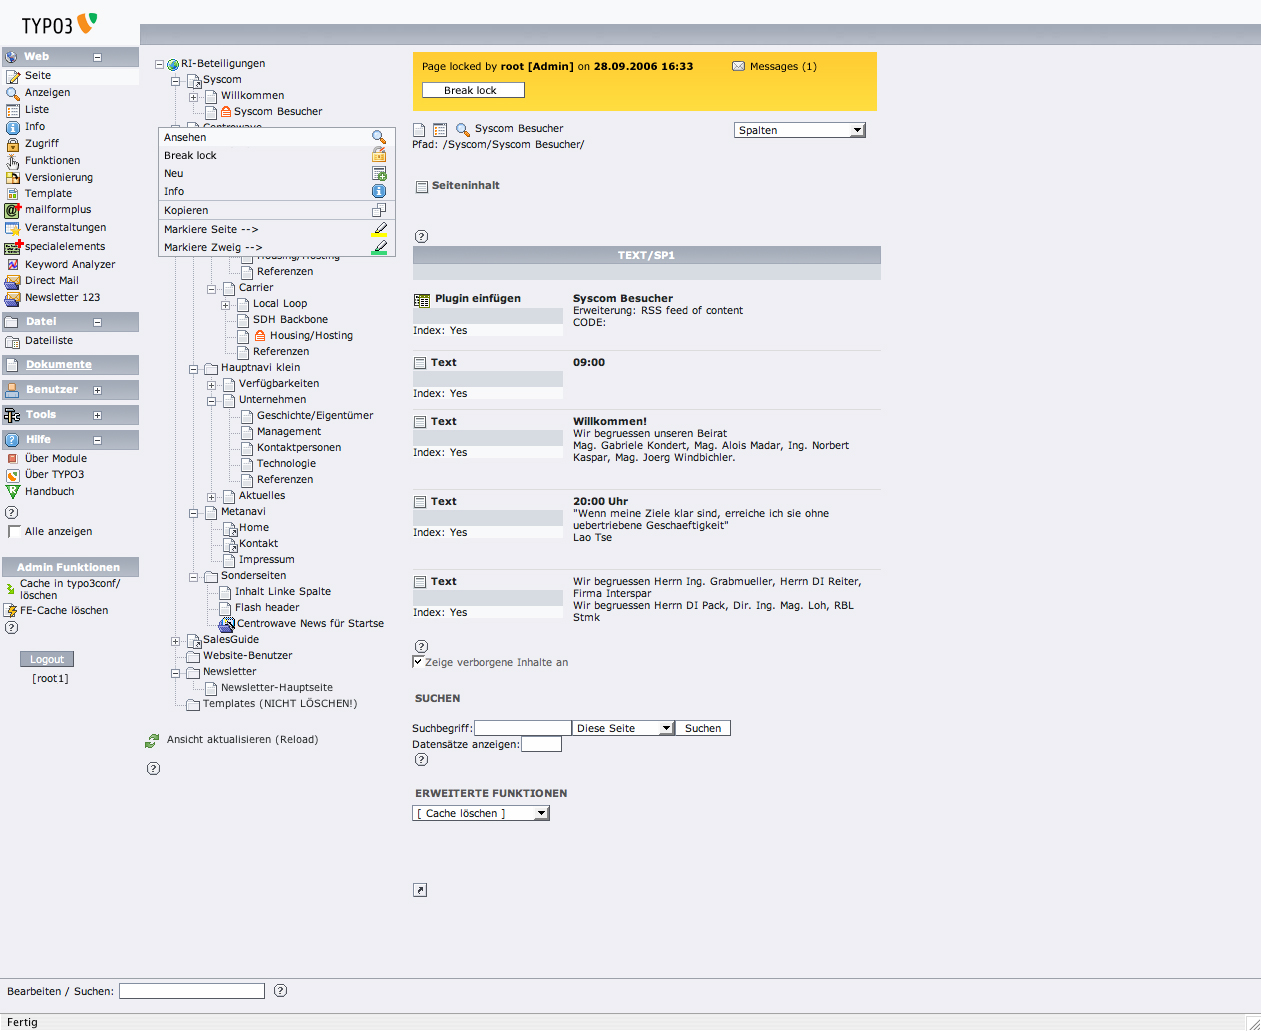 TYPO3
Web
Seite
Anzeigen
Liste
Info
Zugriff
Funktionen
Versionierung
Template
mailformplus
Veranstaltungen
specialelements
Keyword Analyzer
Direct Mail
Newsletter 123
Datei
Dateiliste
Dokumente
Benutzer
Tools
Hilfe
Über Module
Über TYPO3
Handbuch
Alle anzeigen
Admin Funktionen
Cache in typo3conf/
löschen
FE-Cache löschen
Logout
[root1]
RI-Beteiligungen
Syscom
Willkommen
Syscom Besucher
Centrowave
Ansehen
Break lock
Neu
Info
Kopieren
Markiere Seite -->
Markiere Zweig -->
Housing/Hosting
Referenzen
Carrier
Local Loop
SDH Backbone
Housing/Hosting
Referenzen
Hauptnavi klein
Verfügbarkeiten
Unternehmen
Geschichte/Eigentümer
Management
Kontaktpersonen
Technologie
Referenzen
Aktuelles
Metanavi
Home
Kontakt
Impressum
Sonderseiten
Inhalt Linke Spalte
Flash header
Centrowave News für Startse
SalesGuide
Website-Benutzer
Newsletter
Newsletter-Hauptseite
Templates (NICHT LÖSCHEN!)
Ansicht aktualisieren (Reload)
Page locked by root [Admin] on 28.09.2006 16:33
Messages (1)
Break lock
Syscom Besucher
Spalten
Pfad: /Syscom/Syscom Besucher/
Seiteninhalt
TEXT/SP1
Plugin einfügen
Index: Yes
Syscom Besucher
Erweiterung: RSS feed of content
CODE:
Text
Index: Yes
09:00
Text
Index: Yes
Willkommen!
Wir begruessen unseren Beirat
Mag. Gabriele Kondert, Mag. Alois Madar, Ing. Norbert
Kaspar, Mag. Joerg Windbichler.
Text
Index: Yes
20:00 Uhr
"Wenn meine Ziele klar sind, erreiche ich sie ohne
uebertriebene Geschaeftigkeit"
Lao Tse
Text
Index: Yes
Wir begruessen Herrn Ing. Grabmueller, Herrn DI Reiter,
Firma Interspar
Wir begruessen Herrn DI Pack, Dir. Ing. Mag. Loh, RBL
Stmk
Zeige verborgene Inhalte an
SUCHEN
Suchbegriff: Diese Seite Suchen
Datensätze anzeigen:
ERWEITERTE FUNKTIONEN
[ Cache löschen ]
Bearbeiten / Suchen:
Fertig